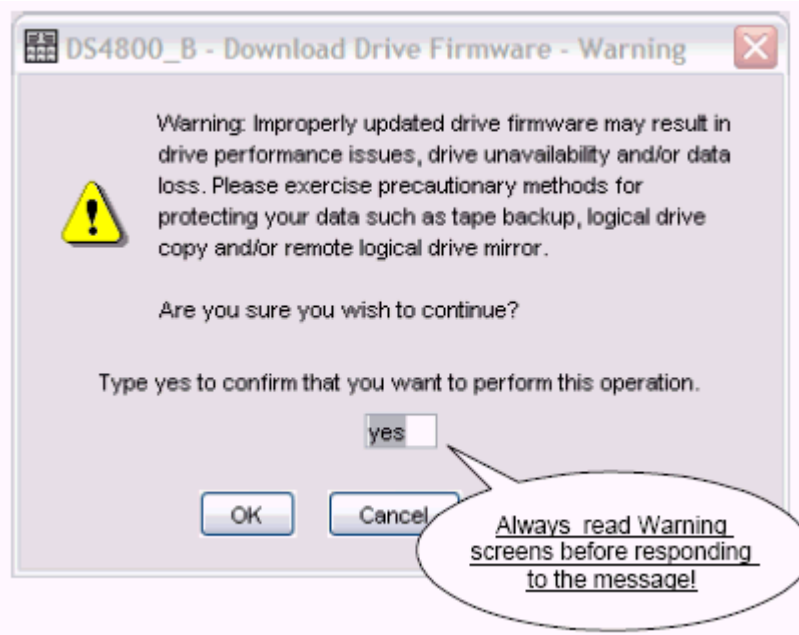 DS4800_B - Download Drive Firmware - Warning
Warning: Improperly updated drive firmware may result in
drive performance issues, drive unavailability and/or data
loss. Please exercise precautionary methods for
protecting your data such as tape backup, logical drive
copy and/or remote logical drive mirror.
Are you sure you wish to continue?
Type yes to confirm that you want to perform this operation.
yes
OK
Cancel
Always read Warning
screens before responding
to the message!